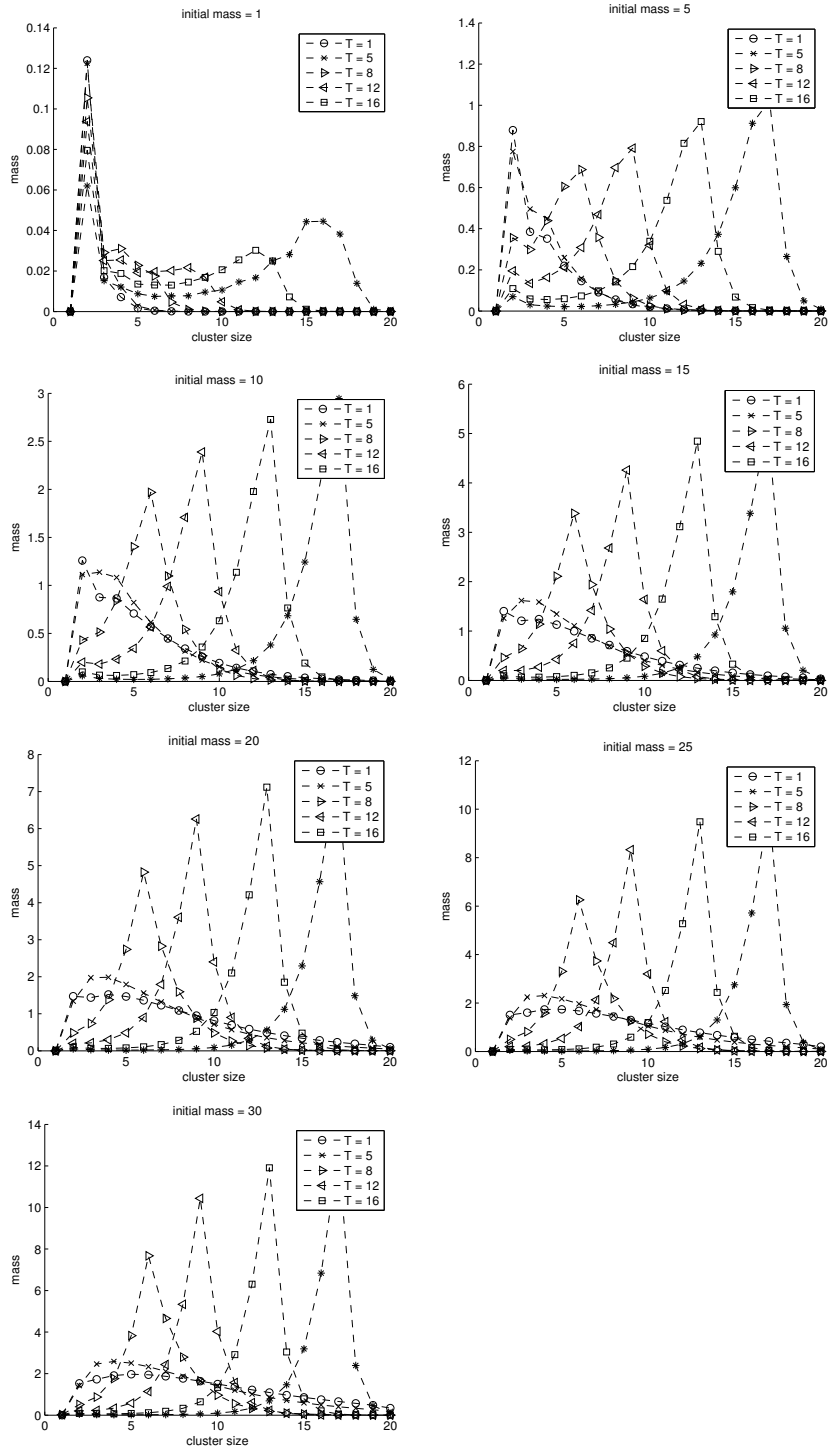 initial mass = 1
0.14
0.12
0.1
0.08
0.06
0.04
0.02
0
mass
0 5 10 15 20
cluster size
T = 1
T = 5
T = 8
T = 12
T = 16
initial mass = 5
1.4
1.2
1
0.8
0.6
0.4
0.2
0
mass
0 5 10 15 20
cluster size
T = 1
T = 5
T = 8
T = 12
T = 16
initial mass = 10
3
2.5
2
1.5
1
0.5
0
mass
0 5 10 15 20
cluster size
T = 1
T = 5
T = 8
T = 12
T = 16
initial mass = 15
6
5
4
3
2
1
0
mass
0 5 10 15 20
cluster size
T = 1
T = 5
T = 8
T = 12
T = 16
initial mass = 20
8
7
6
5
4
3
2
1
0
mass
0 5 10 15 20
cluster size
T = 1
T = 5
T = 8
T = 12
T = 16
initial mass = 25
12
10
8
6
4
2
0
mass
0 5 10 15 20
cluster size
T = 1
T = 5
T = 8
T = 12
T = 16
initial mass = 30
14
12
10
8
6
4
2
0
mass
0 5 10 15 20
cluster size
T = 1
T = 5
T = 8
T = 12
T = 16